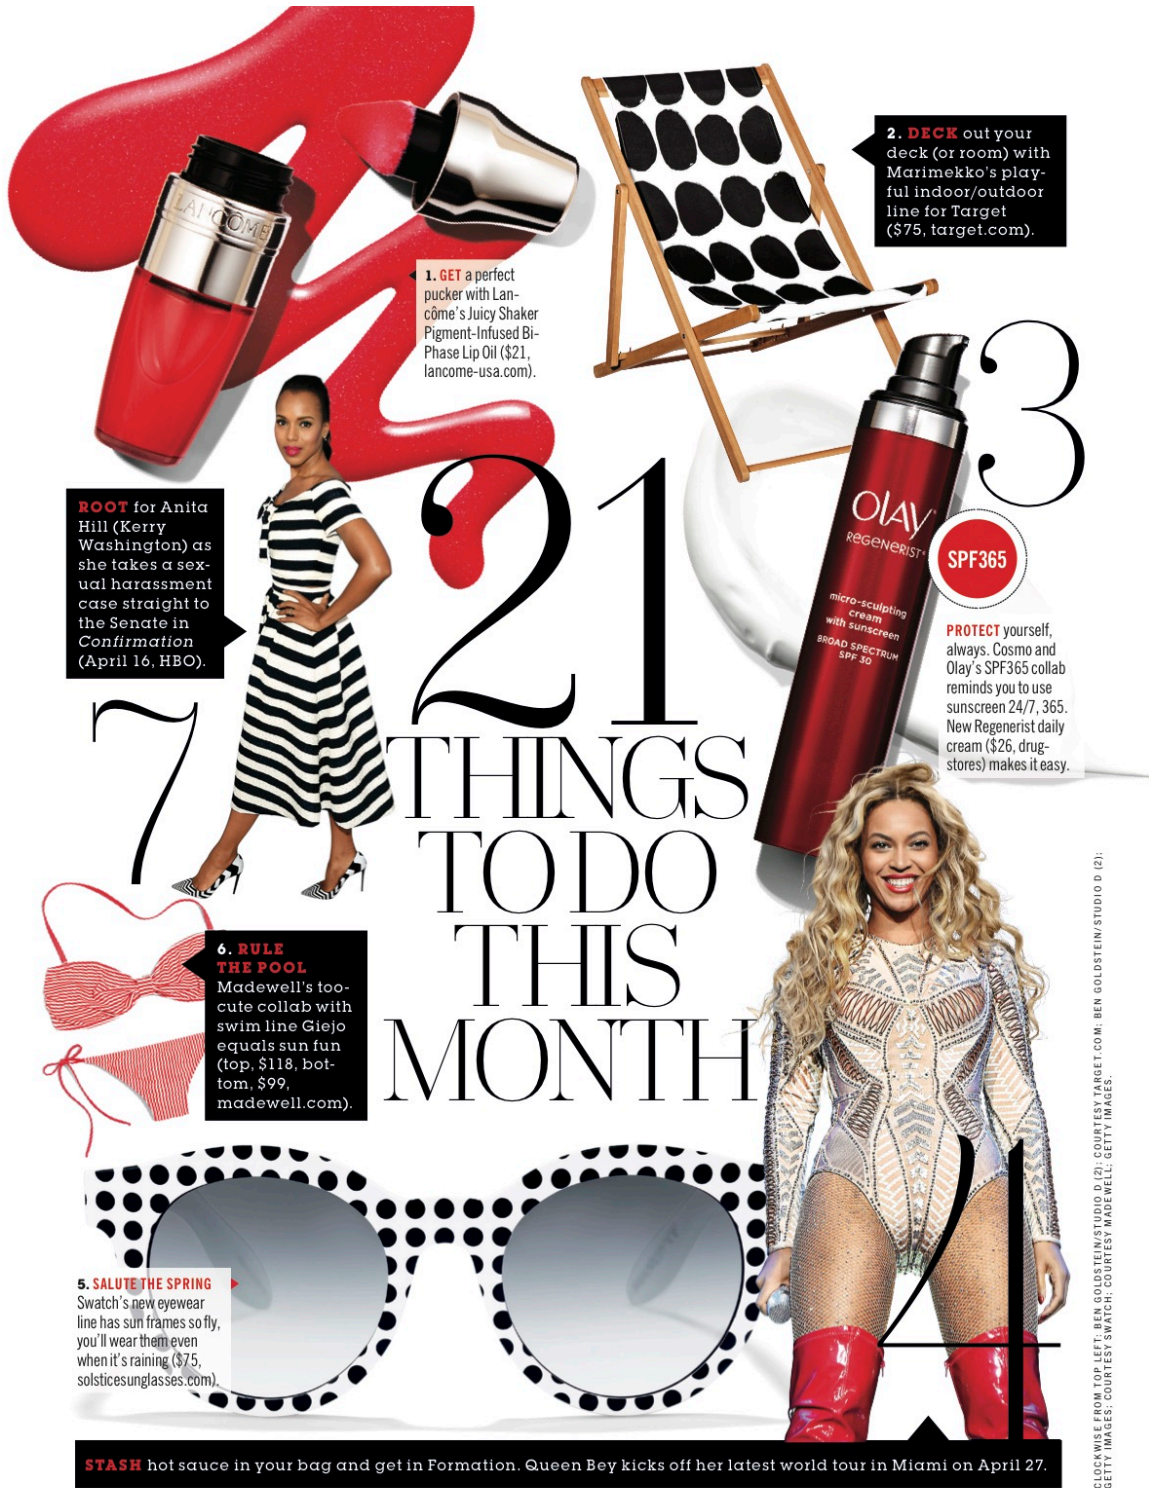 LANCÔME
1. GET a perfect
pucker with Lan-
côme's Juicy Shaker
Pigment-Infused Bi-
Phase Lip Oil ($21,
lancome-usa.com).
2. DECK out your
deck (or room) with
Marimekko's play-
ful indoor/outdoor
line for Target
($75, target.com).
3
OLAY
REGENERIST
micro-sculpting
cream
with sunscreen
BROAD SPECTRUM
SPF 30
SPF365
PROTECT yourself,
always. Cosmo and
Olay's SPF365 collab
reminds you to use
sunscreen 24/7, 365.
New Regenerist daily
cream ($26, drug-
stores) makes it easy.
21
THINGS
TO DO
THIS
MONTH
ROOT for Anita
Hill (Kerry
Washington) as
she takes a sex-
ual harassment
case straight to
the Senate in
Confirmation
(April 16, HBO).
7
6. RULE
THE POOL
Madewell's too-
cute collab with
swim line Giejo
equals sun fun
(top, $118, bot-
tom, $99,
madewell.com).
5. SALUTE THE SPRING
Swatch's new eyewear
line has sun frames so fly,
you'll wear them even
when it's raining ($75,
solsticesunglasses.com).
4
STASH hot sauce in your bag and get in Formation. Queen Bey kicks off her latest world tour in Miami on April 27.
CLOCKWISE FROM TOP LEFT: BEN GOLDSTEIN/STUDIO D (2); COURTESY TARGET.COM; BEN GOLDSTEIN/STUDIO D (2);
GETTY IMAGES; COURTESY SWATCH; COURTESY MADEWELL; GETTY IMAGES.